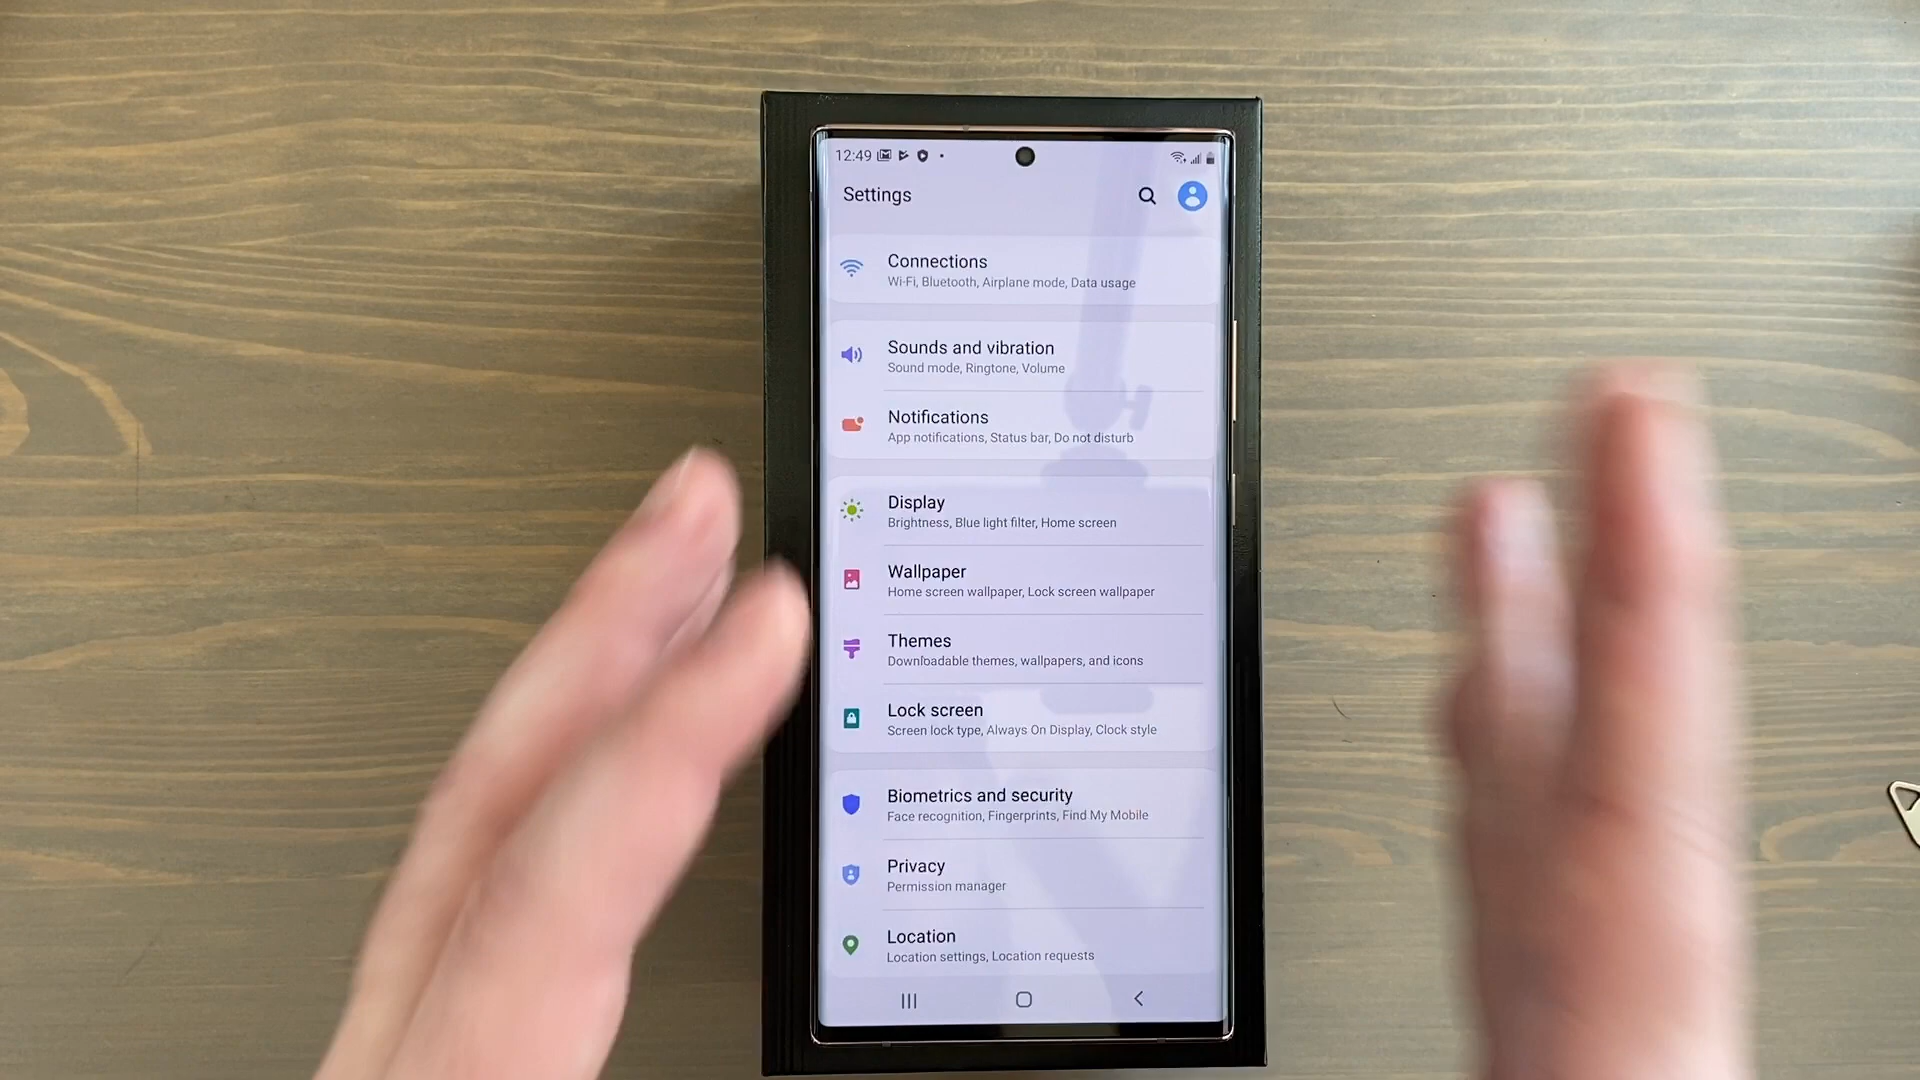 12:49
Settings
Connections
Wi-Fi, Bluetooth, Airplane mode, Data usage
Sounds and vibration
Sound mode, Ringtone, Volume
Notifications
App notifications, Status bar, Do not disturb
Display
Brightness, Blue light filter, Home screen
Wallpaper
Home screen wallpaper, Lock screen wallpaper
Themes
Downloadable themes, wallpapers, and icons
Lock screen
Screen lock type, Always On Display, Clock style
Biometrics and security
Face recognition, Fingerprints, Find My Mobile
Privacy
Permission manager
Location
Location settings, Location requests